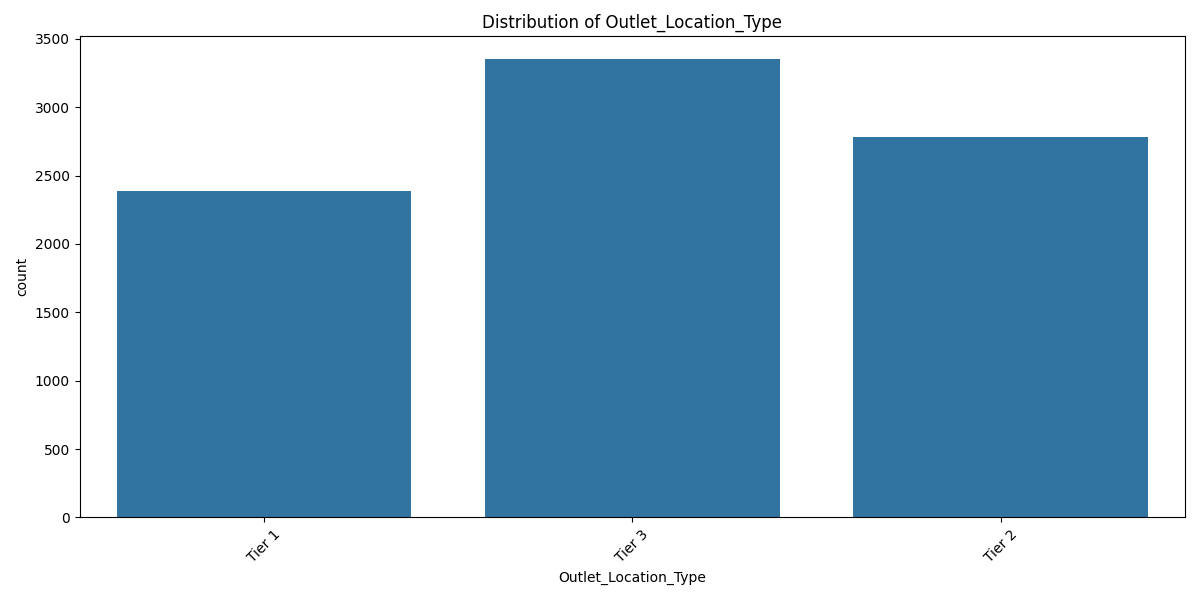 Distribution of Outlet_Location_Type
3500
3000
2500
2000
1500
1000
500
0
count
Tier 1
Tier 3
Tier 2
Outlet_Location_Type